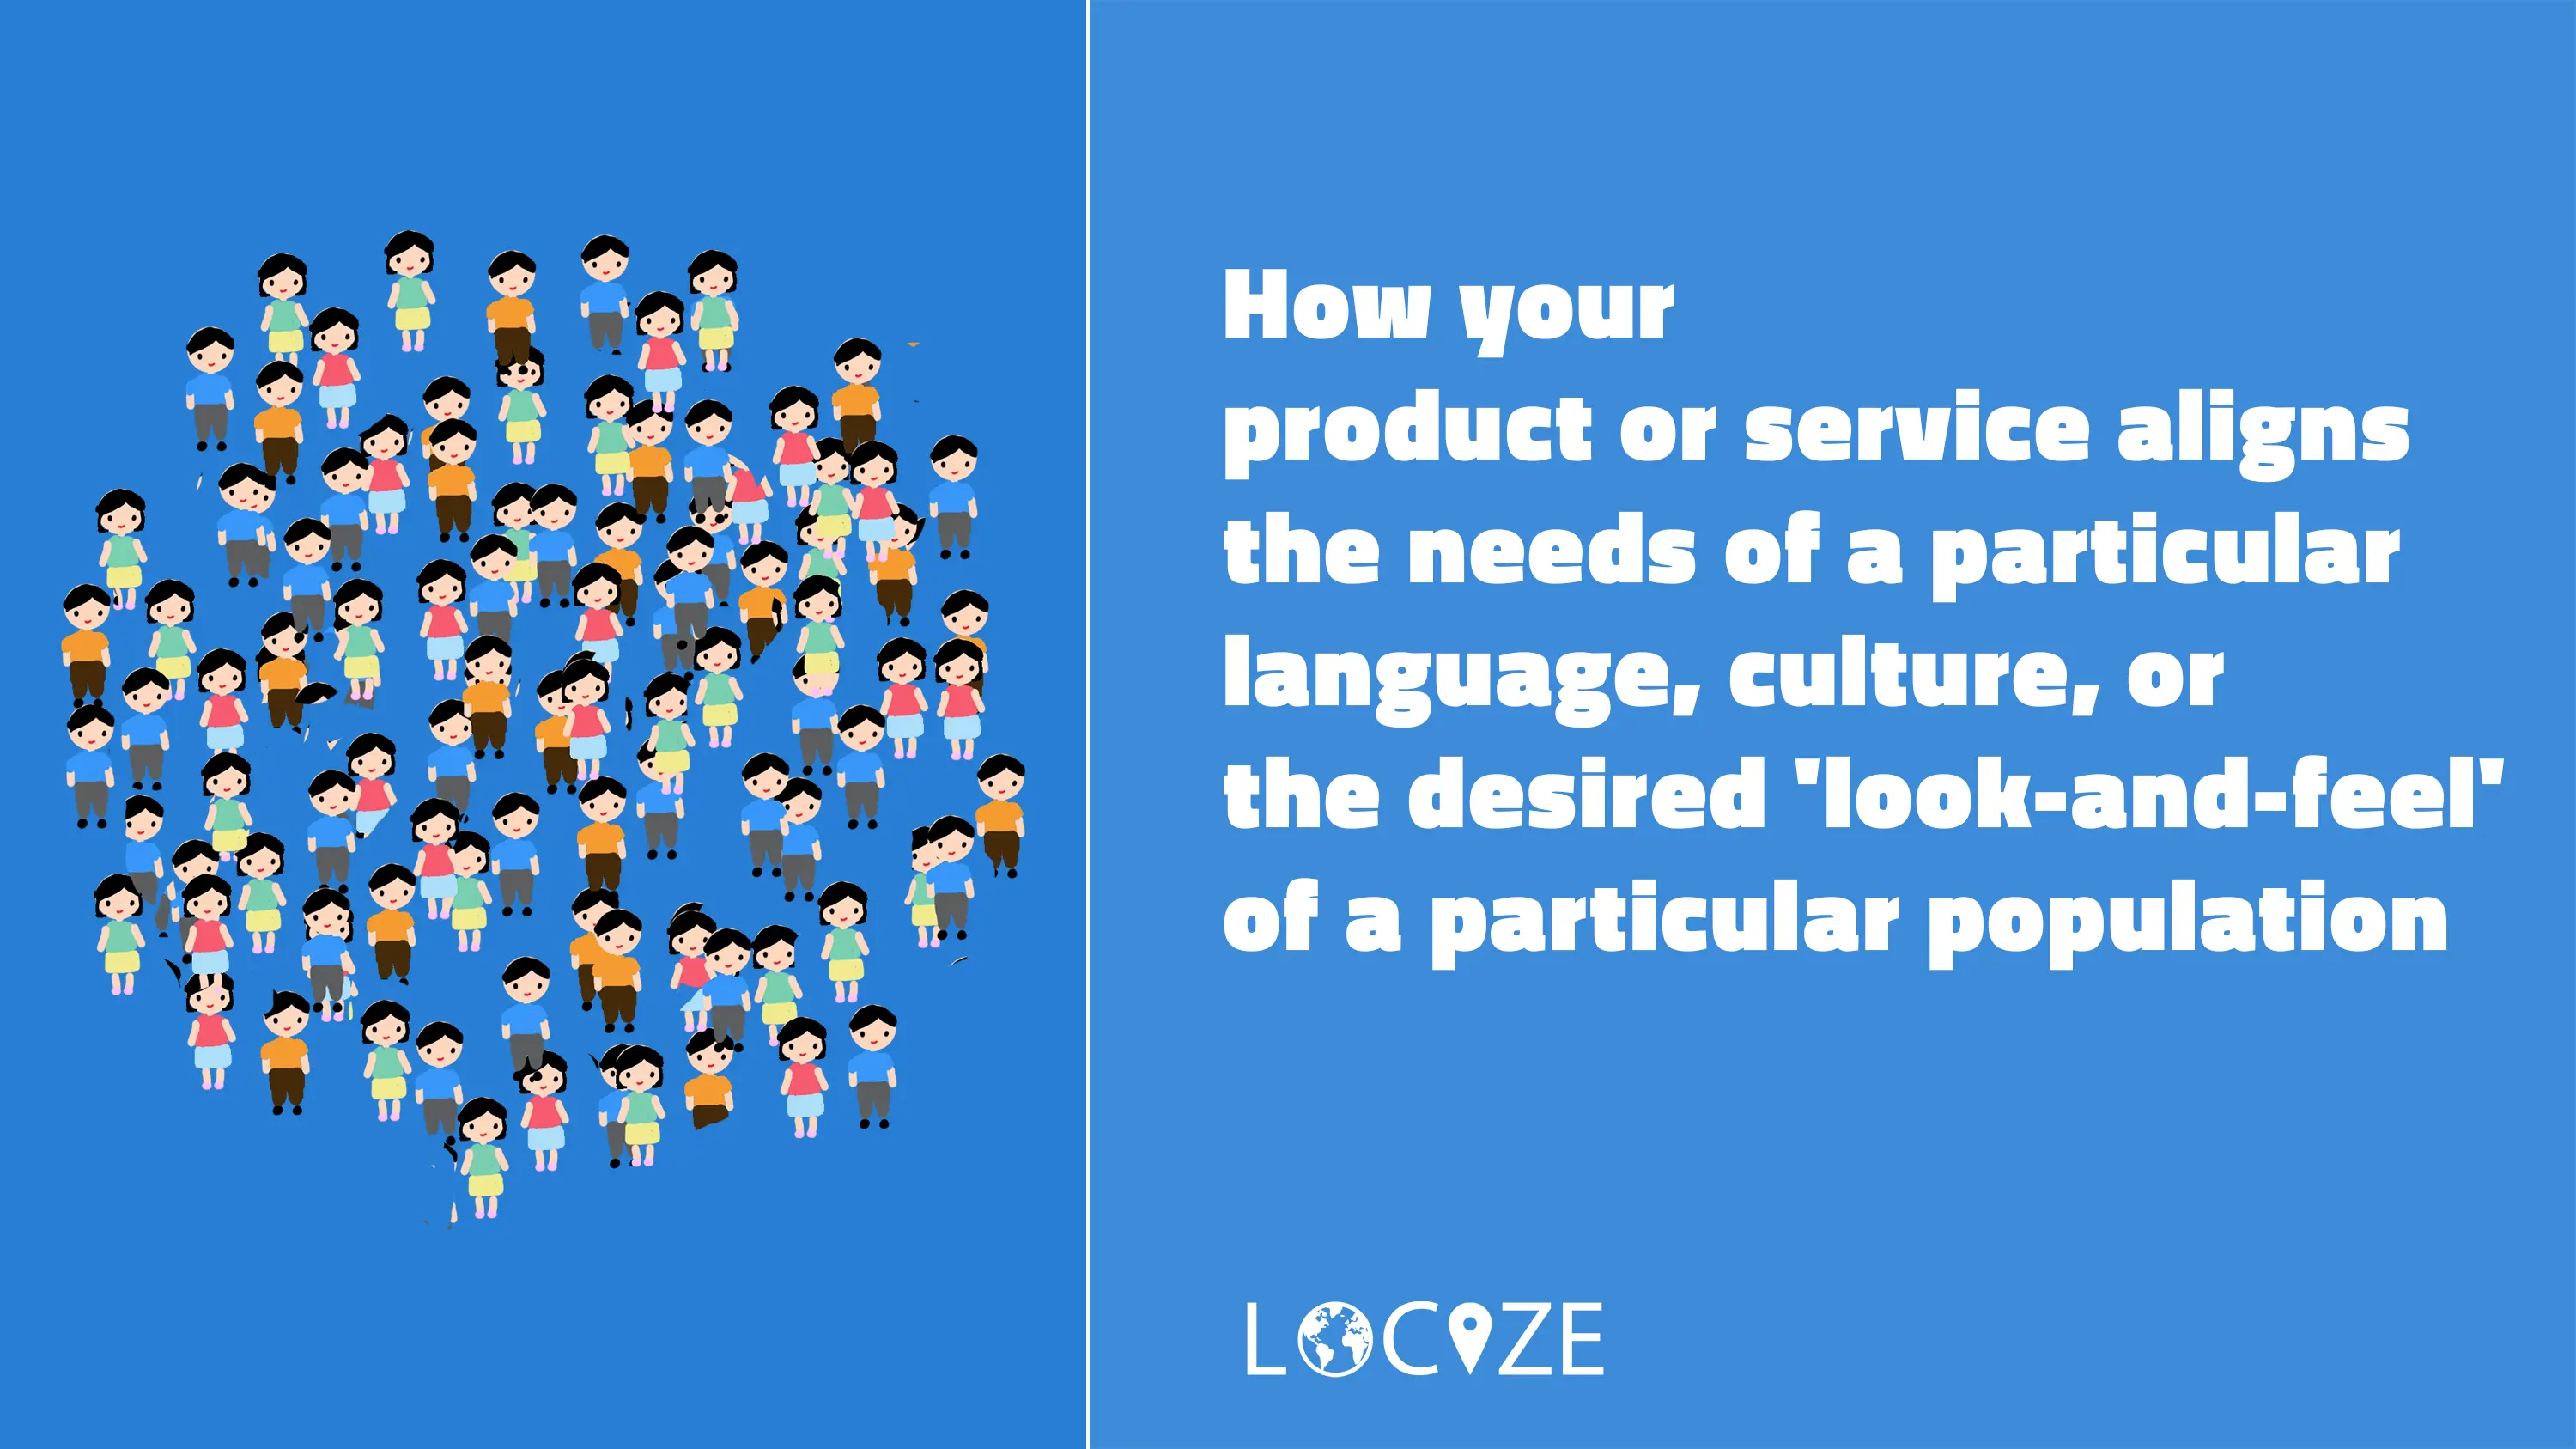 How your
product or service aligns
the needs of a particular
language, culture, or
the desired 'look-and-feel'
of a particular population
LOCIZE